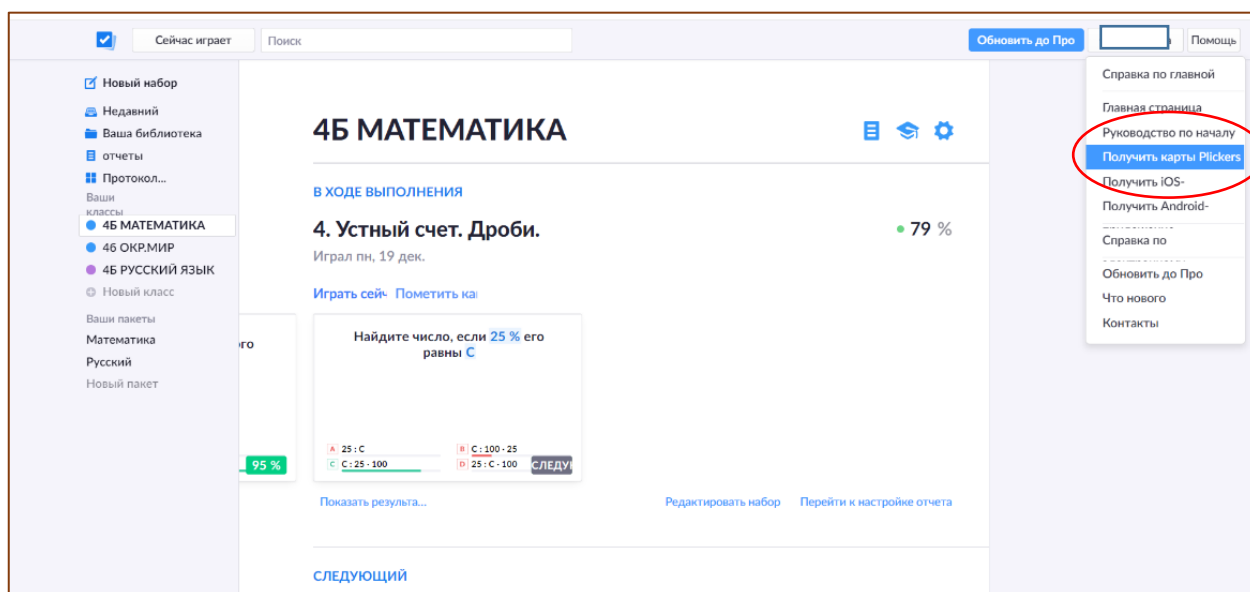 Сейчас играет
Поиск
Обновить до Про
Помощь
Новый набор
Недавний
Ваша библиотека
отчеты
Протокол...
Ваши
классы
4Б МАТЕМАТИКА
4б ОКР.МИР
4Б РУССКИЙ ЯЗЫК
Новый класс
Ваши пакеты
Математика
Русский
Новый пакет
4Б МАТЕМАТИКА
В ХОДЕ ВЫПОЛНЕНИЯ
4. Устный счет. Дроби.
79 %
Играл пн, 19 дек.
Играть сейч Пометить ка
ого
95 %
Найдите число, если 25 % его
равны С
A 25 : С
B С : 100 · 25
C С : 25 · 100
D 25 : С · 100
СЛЕДУ
Показать результа...
Редактировать набор
Перейти к настройке отчета
СЛЕДУЮЩИЙ
Справка по главной
Главная страница
Руководство по началу
Получить карты Plickers
Получить iOS-
Получить Android-
Справка по
Обновить до Про
Что нового
Контакты